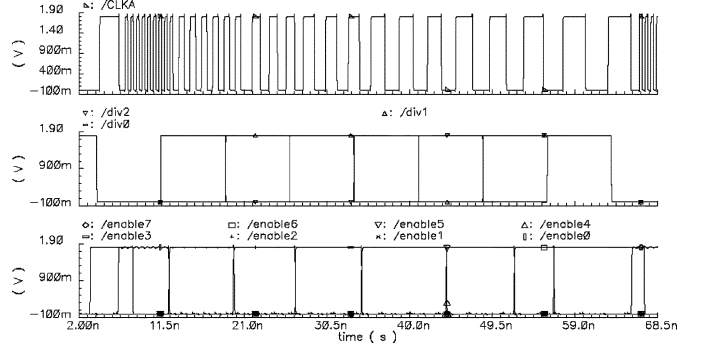 : /CLKA
1.90
1.40
900m
400m
-100m
( V )
: /div2
: /div1
: /div0
1.90
900m
-100m
( V )
: /enable7
: /enable6
: /enable5
: /enable4
: /enable3
: /enable2
: /enable1
: /enable0
1.90
900m
-100m
( V )
2.00n
11.5n
21.0n
30.5n
40.0n
49.5n
59.0n
68.5n
time ( s )